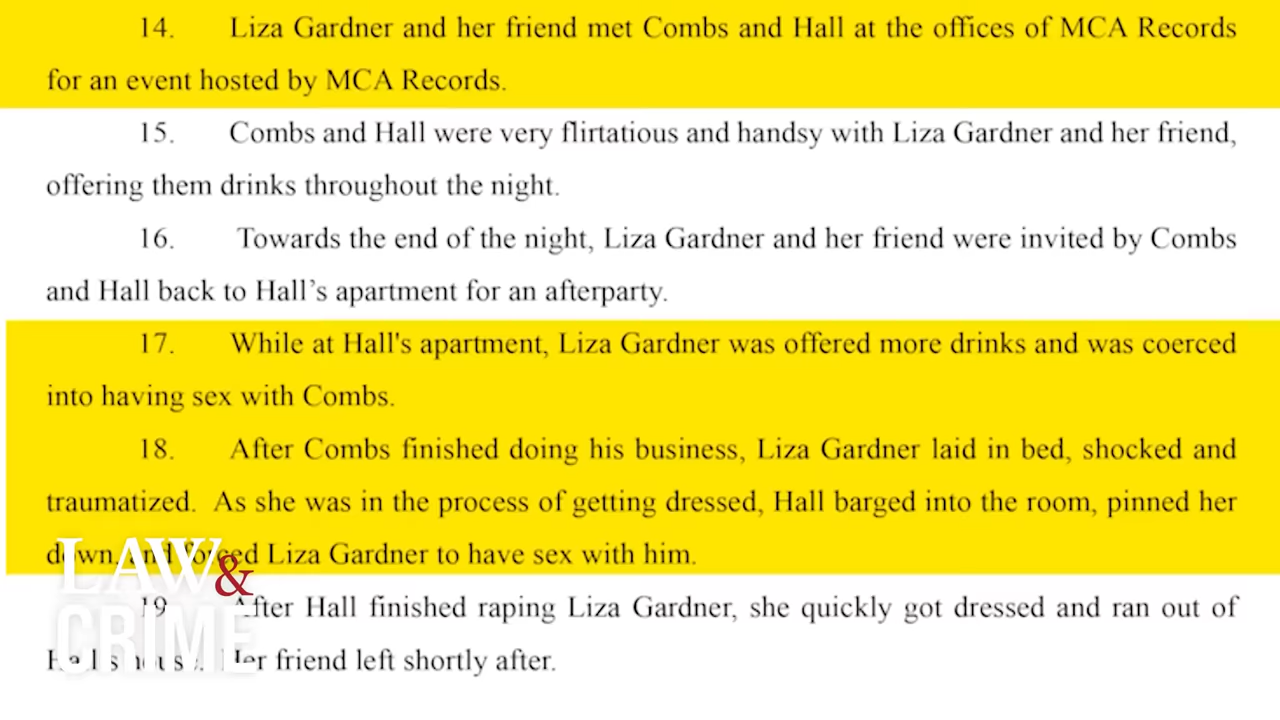 14. Liza Gardner and her friend met Combs and Hall at the offices of MCA Records
for an event hosted by MCA Records.
15. Combs and Hall were very flirtatious and handsy with Liza Gardner and her friend,
offering them drinks throughout the night.
16. Towards the end of the night, Liza Gardner and her friend were invited by Combs
and Hall back to Hall’s apartment for an afterparty.
17. While at Hall's apartment, Liza Gardner was offered more drinks and was coerced
into having sex with Combs.
18. After Combs finished doing his business, Liza Gardner laid in bed, shocked and
traumatized. As she was in the process of getting dressed, Hall barged into the room, pinned her
down, and forced Liza Gardner to have sex with him.
19 After Hall finished raping Liza Gardner, she quickly got dressed and ran out of
Hall's house. Her friend left shortly after.
LAW&
CRIME